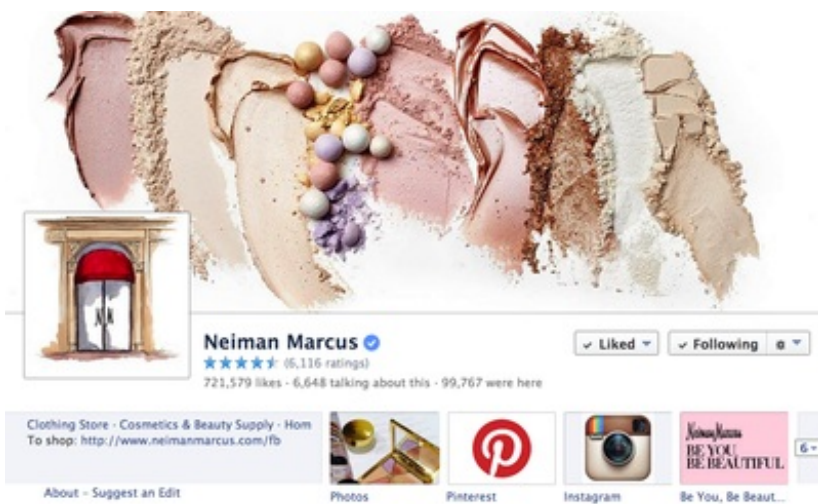 Neiman Marcus
Liked
Following
(6,116 ratings)
721,579 likes · 6,648 talking about this · 99,767 were here
Clothing Store · Cosmetics & Beauty Supply · Hom
To shop: http://www.neimanmarcus.com/fb
Neiman Marcus
BE YOU
BE BEAUTIFUL
6
About – Suggest an Edit
Photos
Pinterest
Instagram
Be You, Be Beaut...